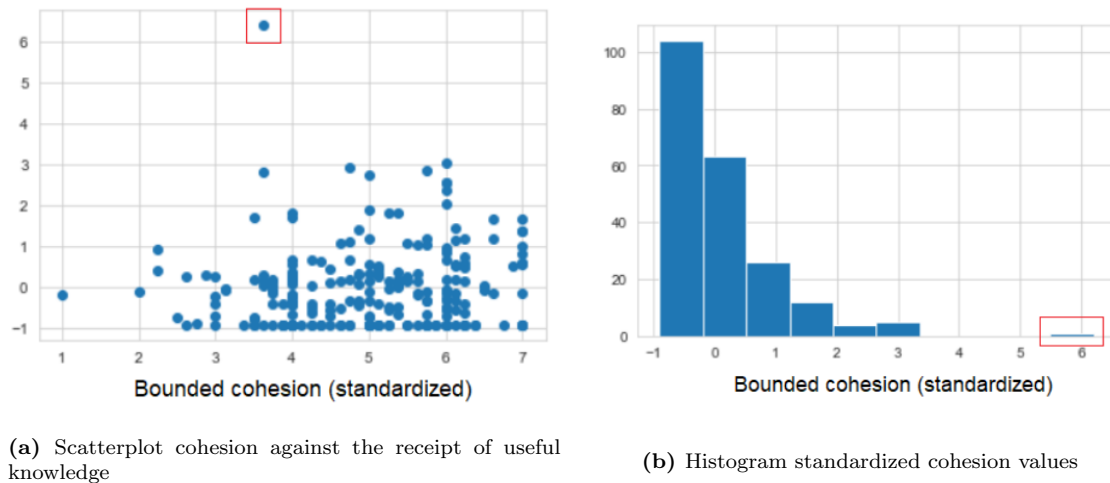 6
5
4
3
2
1
0
−1
1 2 3 4 5 6 7
Bounded cohesion (standardized)
100
80
60
40
20
0
−1 0 1 2 3 4 5 6
Bounded cohesion (standardized)
(a) Scatterplot cohesion against the receipt of useful
knowledge
(b) Histogram standardized cohesion values